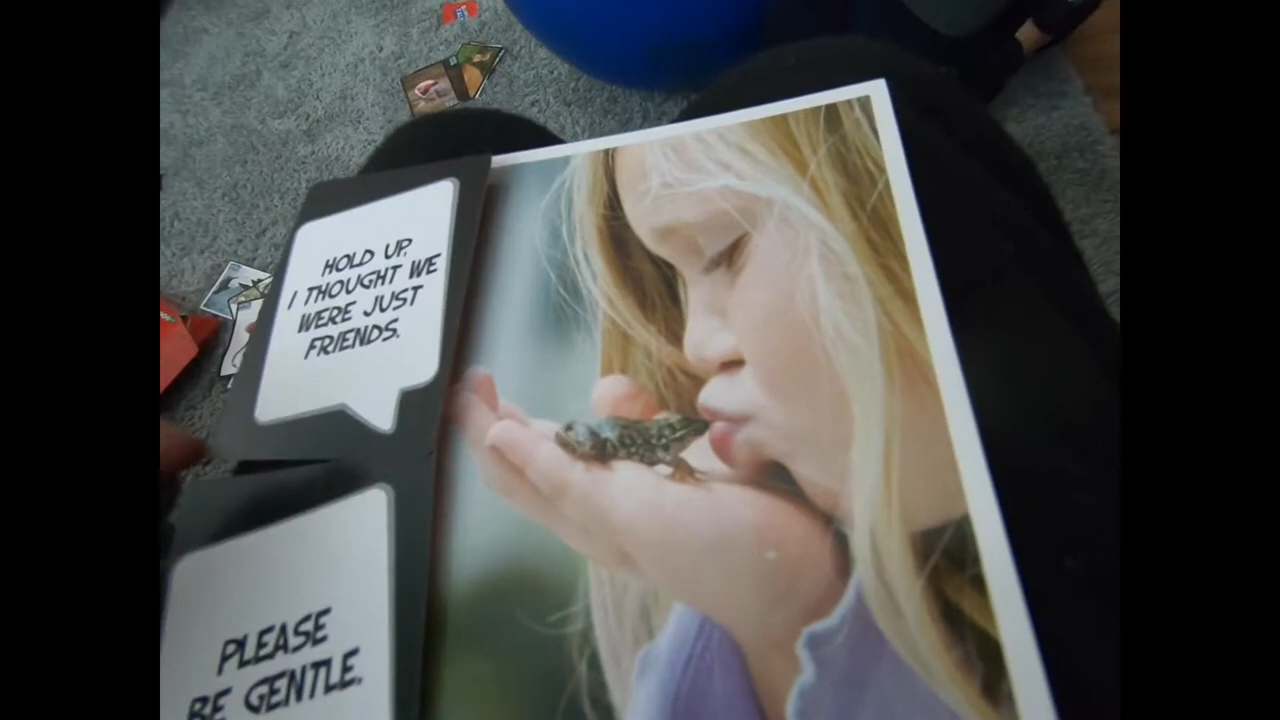 HOLD UP,
I THOUGHT WE
WERE JUST
FRIENDS.
PLEASE
BE GENTLE.